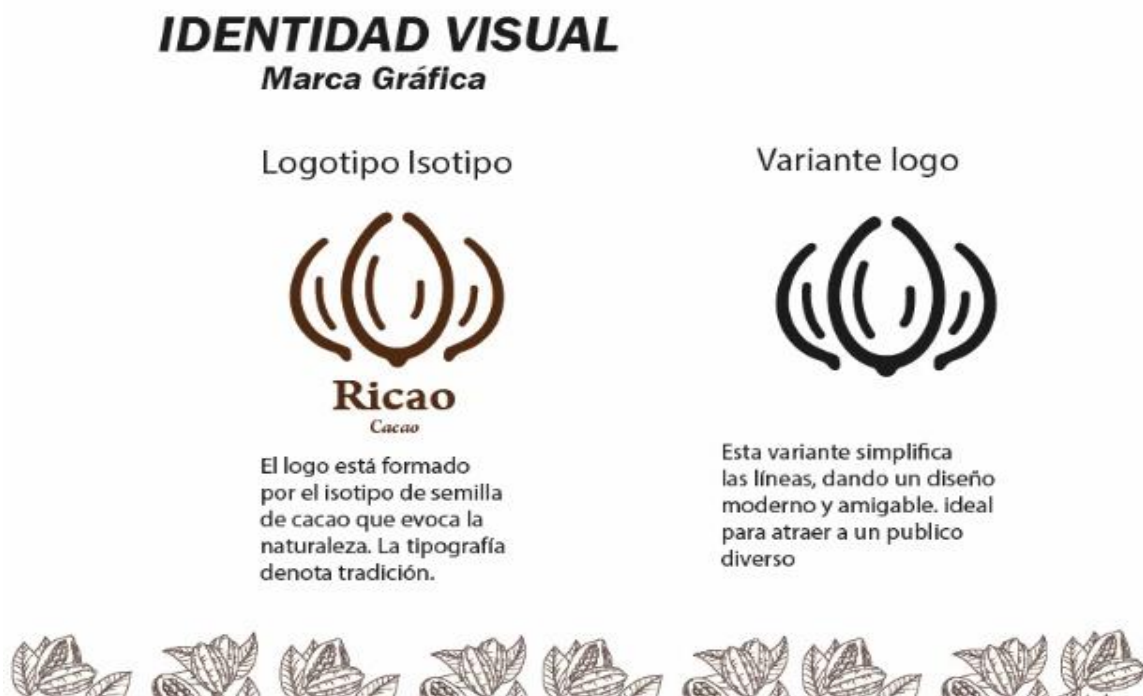 IDENTIDAD VISUAL
Marca Gráfica
Logotipo Isotipo
Ricao
Cacao
El logo está formado
por el isotipo de semilla
de cacao que evoca la
naturaleza. La tipografía
denota tradición.
Variante logo
Esta variante simplifica
las líneas, dando un diseño
moderno y amigable. ideal
para atraer a un publico
diverso